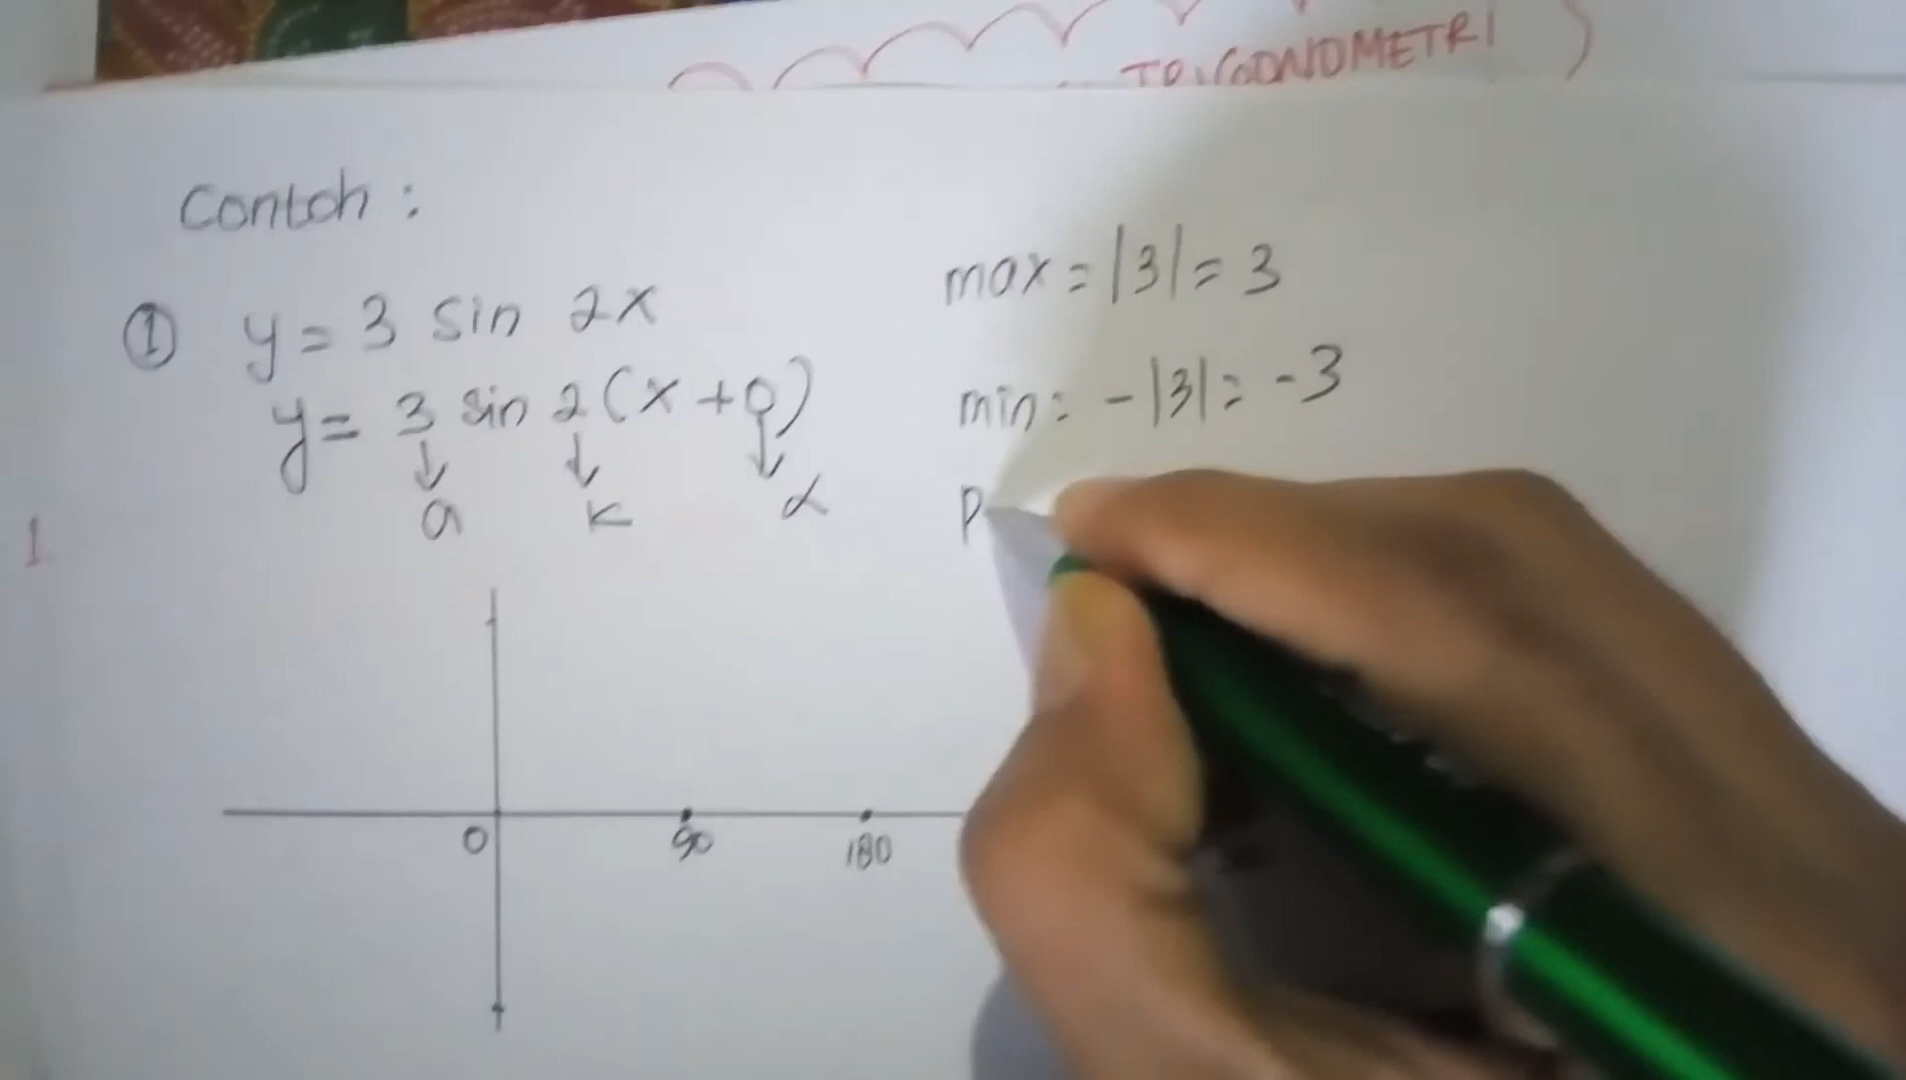 TRIGONOMETRI )
Contoh :
① y = 3 sin 2x
y = 3 sin 2 (x + 0)
↓ ↓ ↓
a k α
max = |3| = 3
min = - |3| = -3
P
1
0 90 180